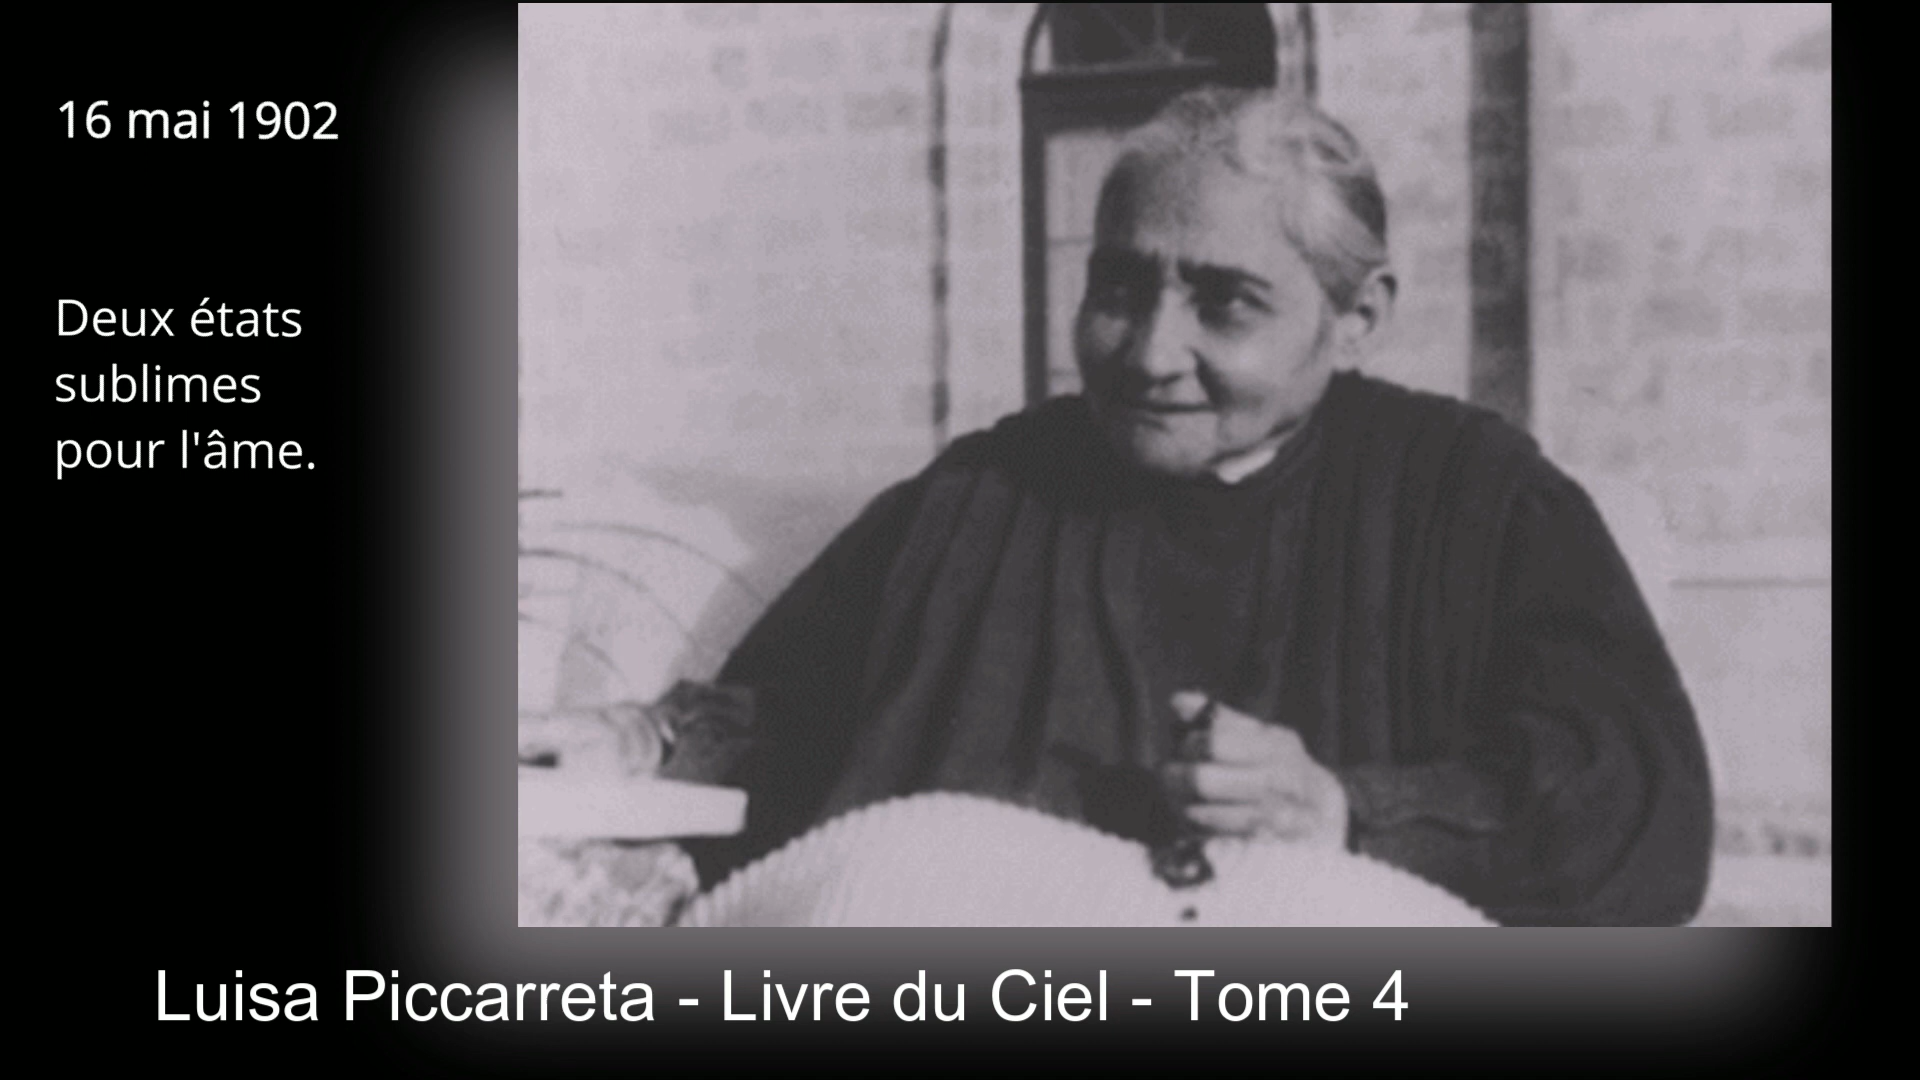 16 mai 1902
Deux états
sublimes
pour l'âme.
Luisa Piccarreta - Livre du Ciel - Tome 4